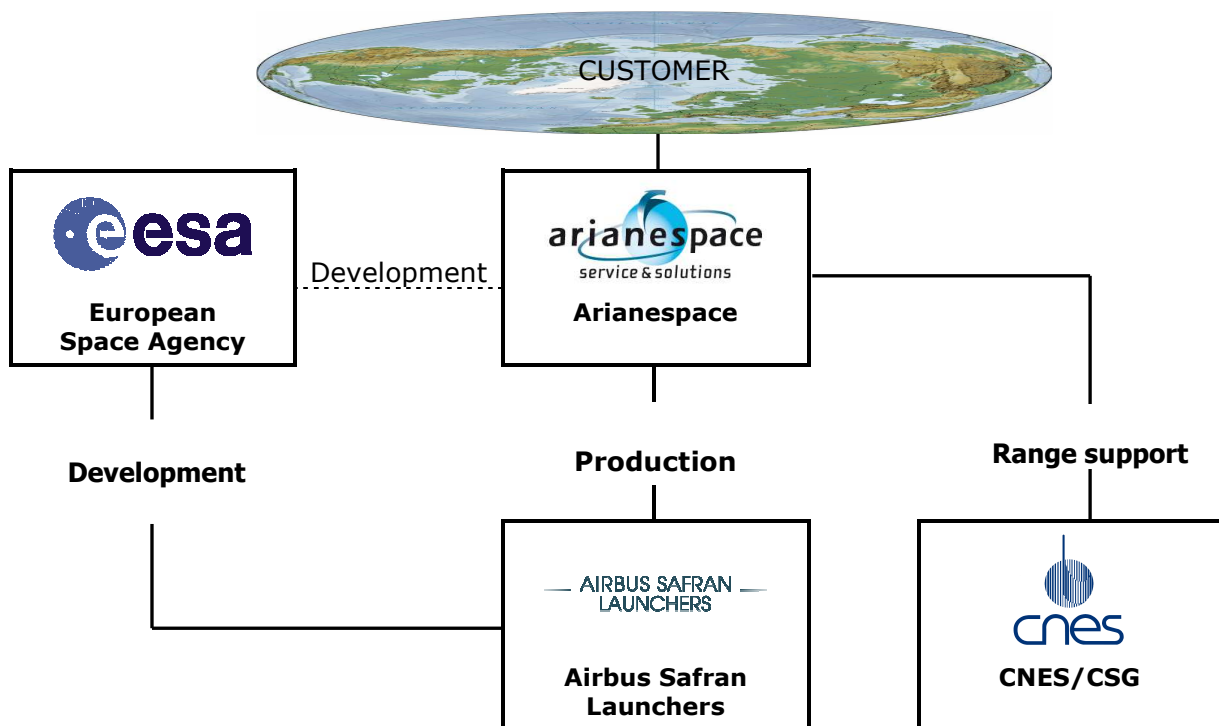 CUSTOMER
esa
European
Space Agency
Development
arianespace
service & solutions
Arianespace
Development
Production
Range support
AIRBUS SAFRAN
LAUNCHERS
Airbus Safran
Launchers
cnes
CNES/CSG